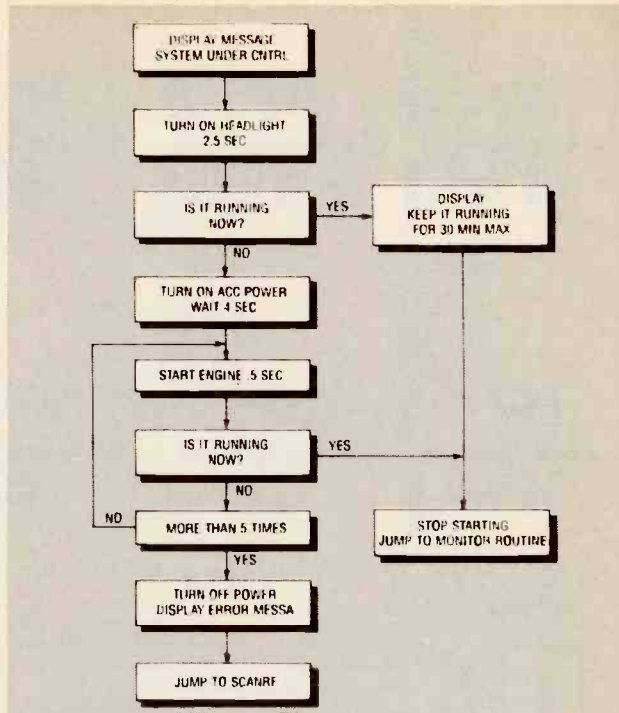 DISPLAY MESSAGE
SYSTEM UNDER CNTRL
TURN ON HEADLIGHT
2.5 SEC
IS IT RUNNING
NOW?
YES
DISPLAY
KEEP IT RUNNING
FOR 30 MIN MAX
NO
TURN ON ACC POWER
WAIT 4 SEC
START ENGINE .5 SEC
IS IT RUNNING
NOW?
YES
NO
NO
MORE THAN 5 TIMES
STOP STARTING
JUMP TO MONITOR ROUTINE
YES
TURN OFF POWER
DISPLAY ERROR MESSA
JUMP TO SCANRF